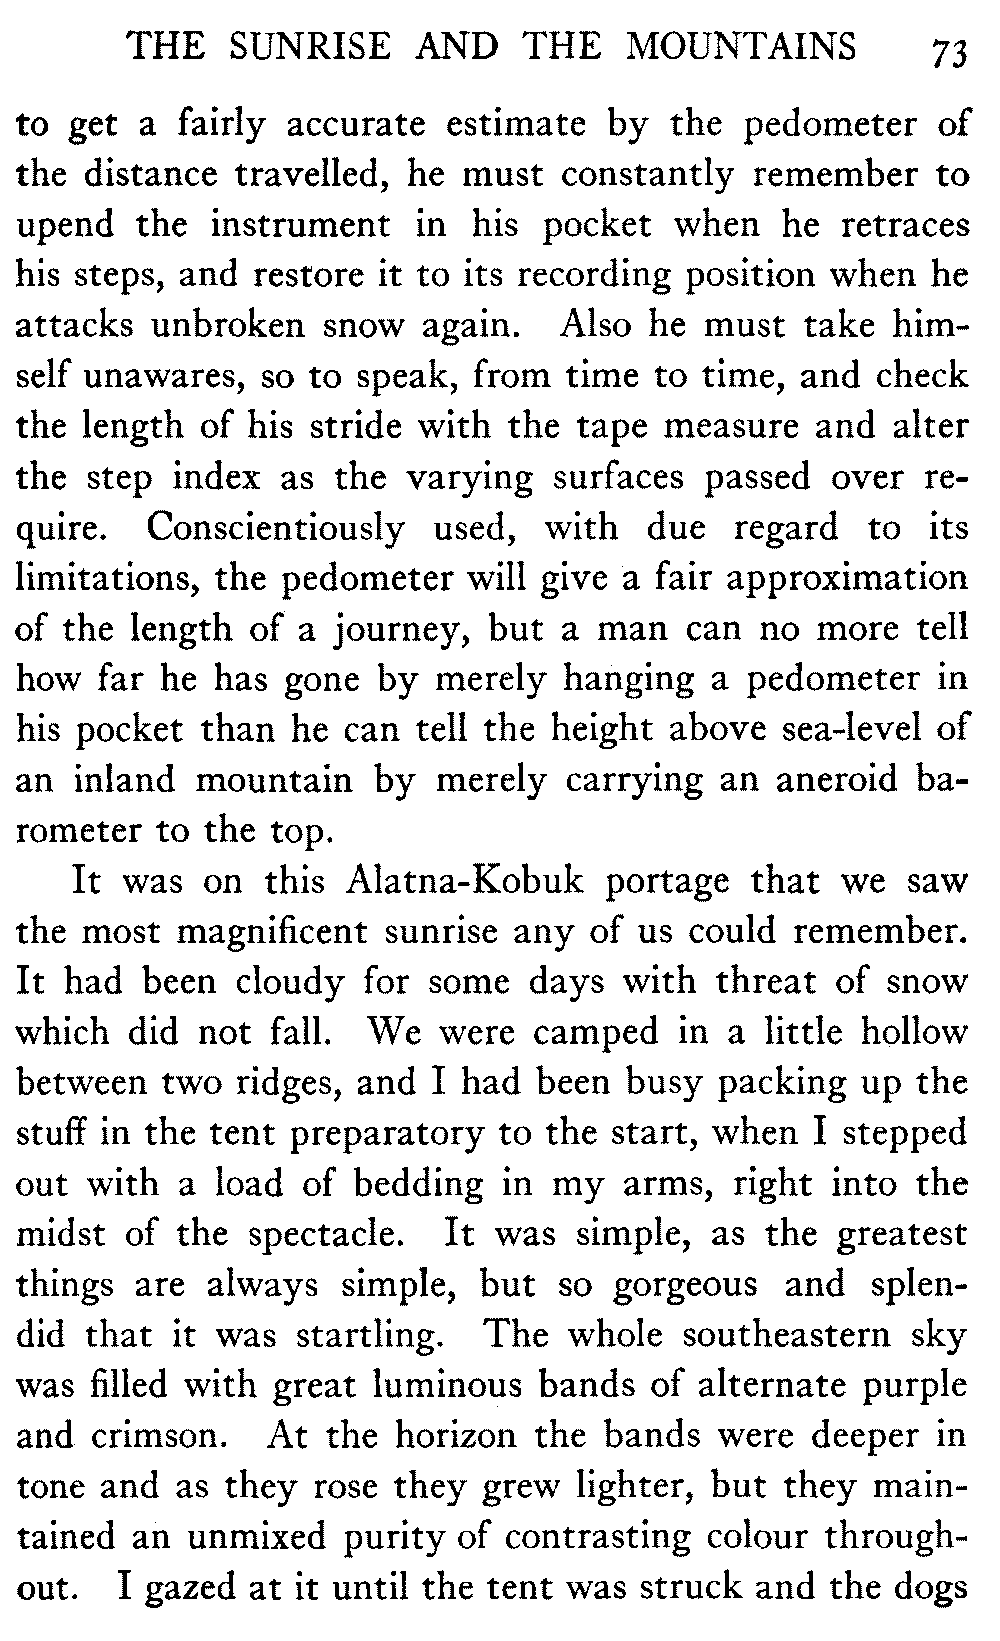 THE SUNRISE AND THE MOUNTAINS 73
to get a fairly accurate estimate by the pedometer of
the distance travelled, he must constantly remember to
upend the instrument in his pocket when he retraces
his steps, and restore it to its recording position when he
attacks unbroken snow again. Also he must take him-
self unawares, so to speak, from time to time, and check
the length of his stride with the tape measure and alter
the step index as the varying surfaces passed over re-
quire. Conscientiously used, with due regard to its
limitations, the pedometer will give a fair approximation
of the length of a journey, but a man can no more tell
how far he has gone by merely hanging a pedometer in
his pocket than he can tell the height above sea-level of
an inland mountain by merely carrying an aneroid ba-
rometer to the top.
It was on this Alatna-Kobuk portage that we saw
the most magnificent sunrise any of us could remember.
It had been cloudy for some days with threat of snow
which did not fall. We were camped in a little hollow
between two ridges, and I had been busy packing up the
stuff in the tent preparatory to the start, when I stepped
out with a load of bedding in my arms, right into the
midst of the spectacle. It was simple, as the greatest
things are always simple, but so gorgeous and splen-
did that it was startling. The whole southeastern sky
was filled with great luminous bands of alternate purple
and crimson. At the horizon the bands were deeper in
tone and as they rose they grew lighter, but they main-
tained an unmixed purity of contrasting colour through-
out. I gazed at it until the tent was struck and the dogs